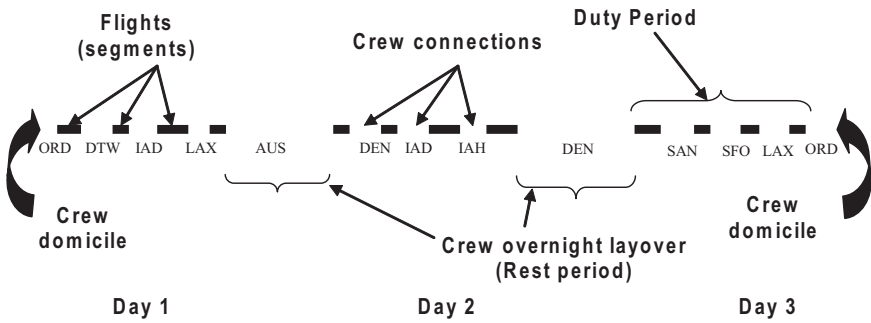 Flights
(segments)
Crew connections
Duty Period
ORD DTW IAD LAX AUS DEN IAD IAH DEN SAN SFO LAX ORD
Crew
domicile
Crew overnight layover
(Rest period)
Crew
domicile
Day 1 Day 2 Day 3